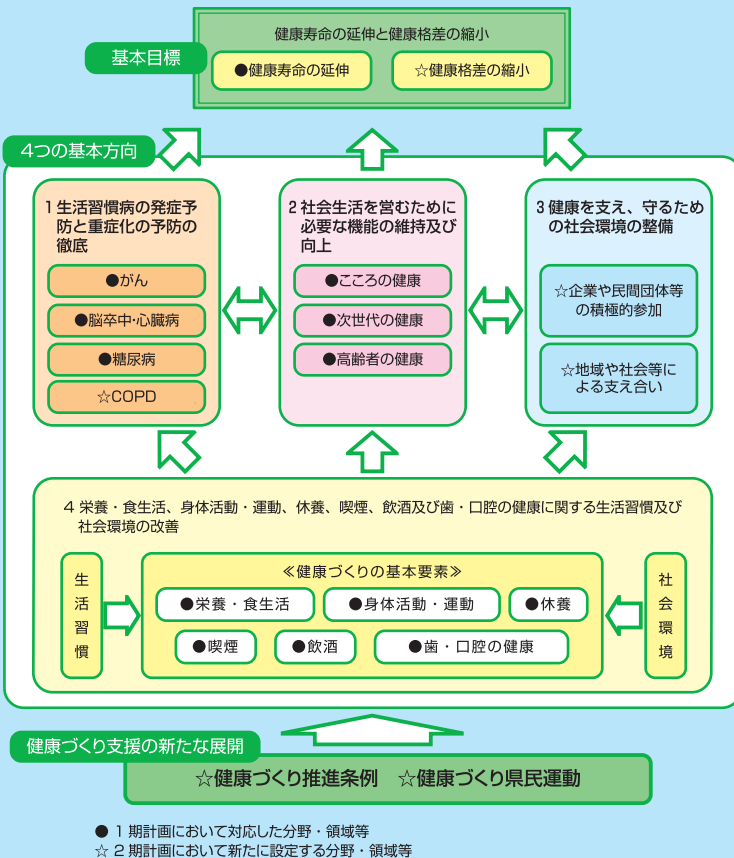 健康寿命の延伸と健康格差の縮小
基本目標
●健康寿命の延伸
☆健康格差の縮小
4つの基本方向
1 生活習慣病の発症予
防と重症化の予防の
徹底
●がん
●脳卒中･心臓病
●糖尿病
☆COPD
2 社会生活を営むために
必要な機能の維持及び
向上
●こころの健康
●次世代の健康
●高齢者の健康
3 健康を支え、守るため
の社会環境の整備
☆企業や民間団体等
の積極的参加
☆地域や社会等に
よる支え合い
4 栄養・食生活、身体活動・運動、休養、喫煙、飲酒及び歯・口腔の健康に関する生活習慣及び
社会環境の改善
生活習慣
≪健康づくりの基本要素≫
●栄養・食生活
●身体活動・運動
●休養
●喫煙
●飲酒
●歯・口腔の健康
社会環境
健康づくり支援の新たな展開
☆健康づくり推進条例　☆健康づくり県民運動
● 1 期計画において対応した分野・領域等
☆ 2 期計画において新たに設定する分野・領域等